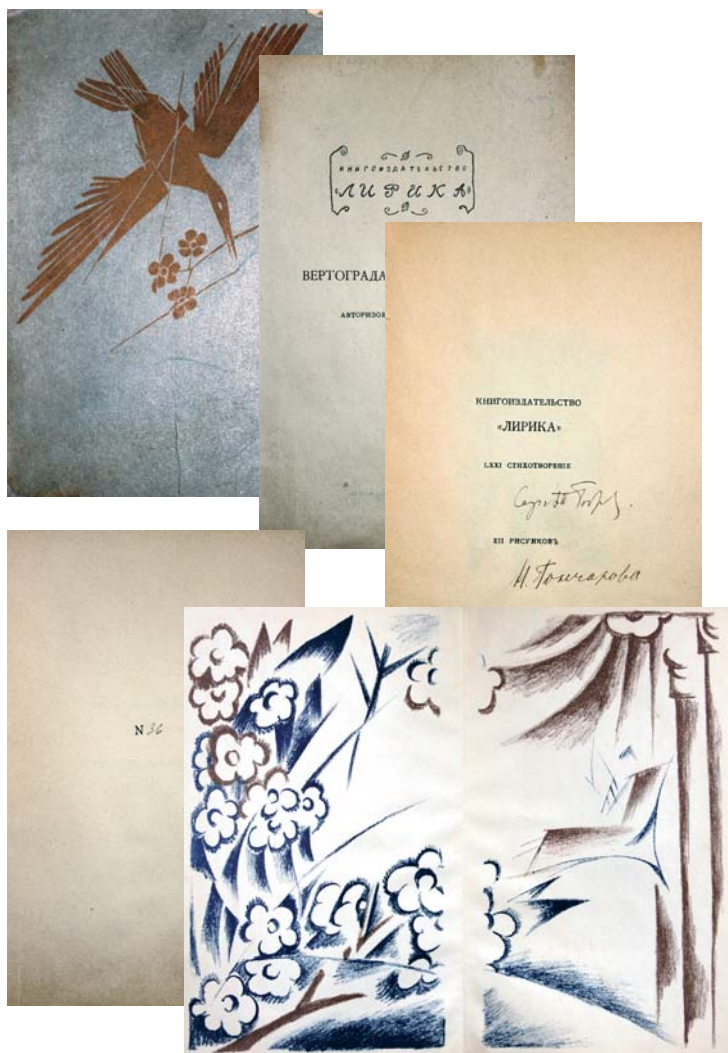 КНИГОИЗДАТЕЛЬСТВО
«ЛИРИКА»
ВЕРТОГРАДА
АВТОРИЗОВ
КНИГОИЗДАТЕЛЬСТВО
«ЛИРИКА»
LXXI СТИХОТВОРЕНІЕ
XII РИСУНКОВЪ
Н. Гончарова
N 36